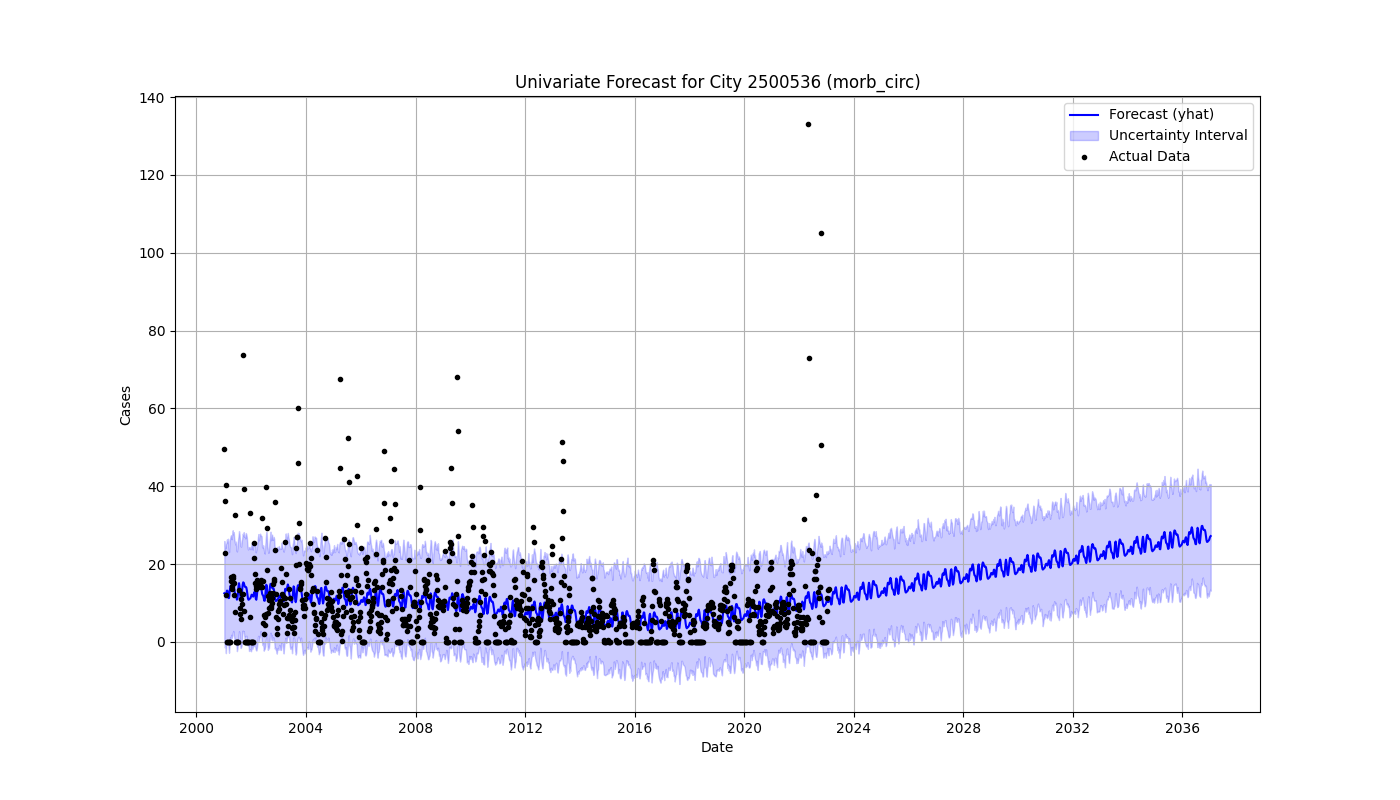 Univariate Forecast for City 2500536 (morb_circ)
140
120
100
80
60
40
20
0
Cases
Forecast (yhat)
Uncertainty Interval
Actual Data
2000 2004 2008 2012 2016 2020 2024 2028 2032 2036
Date